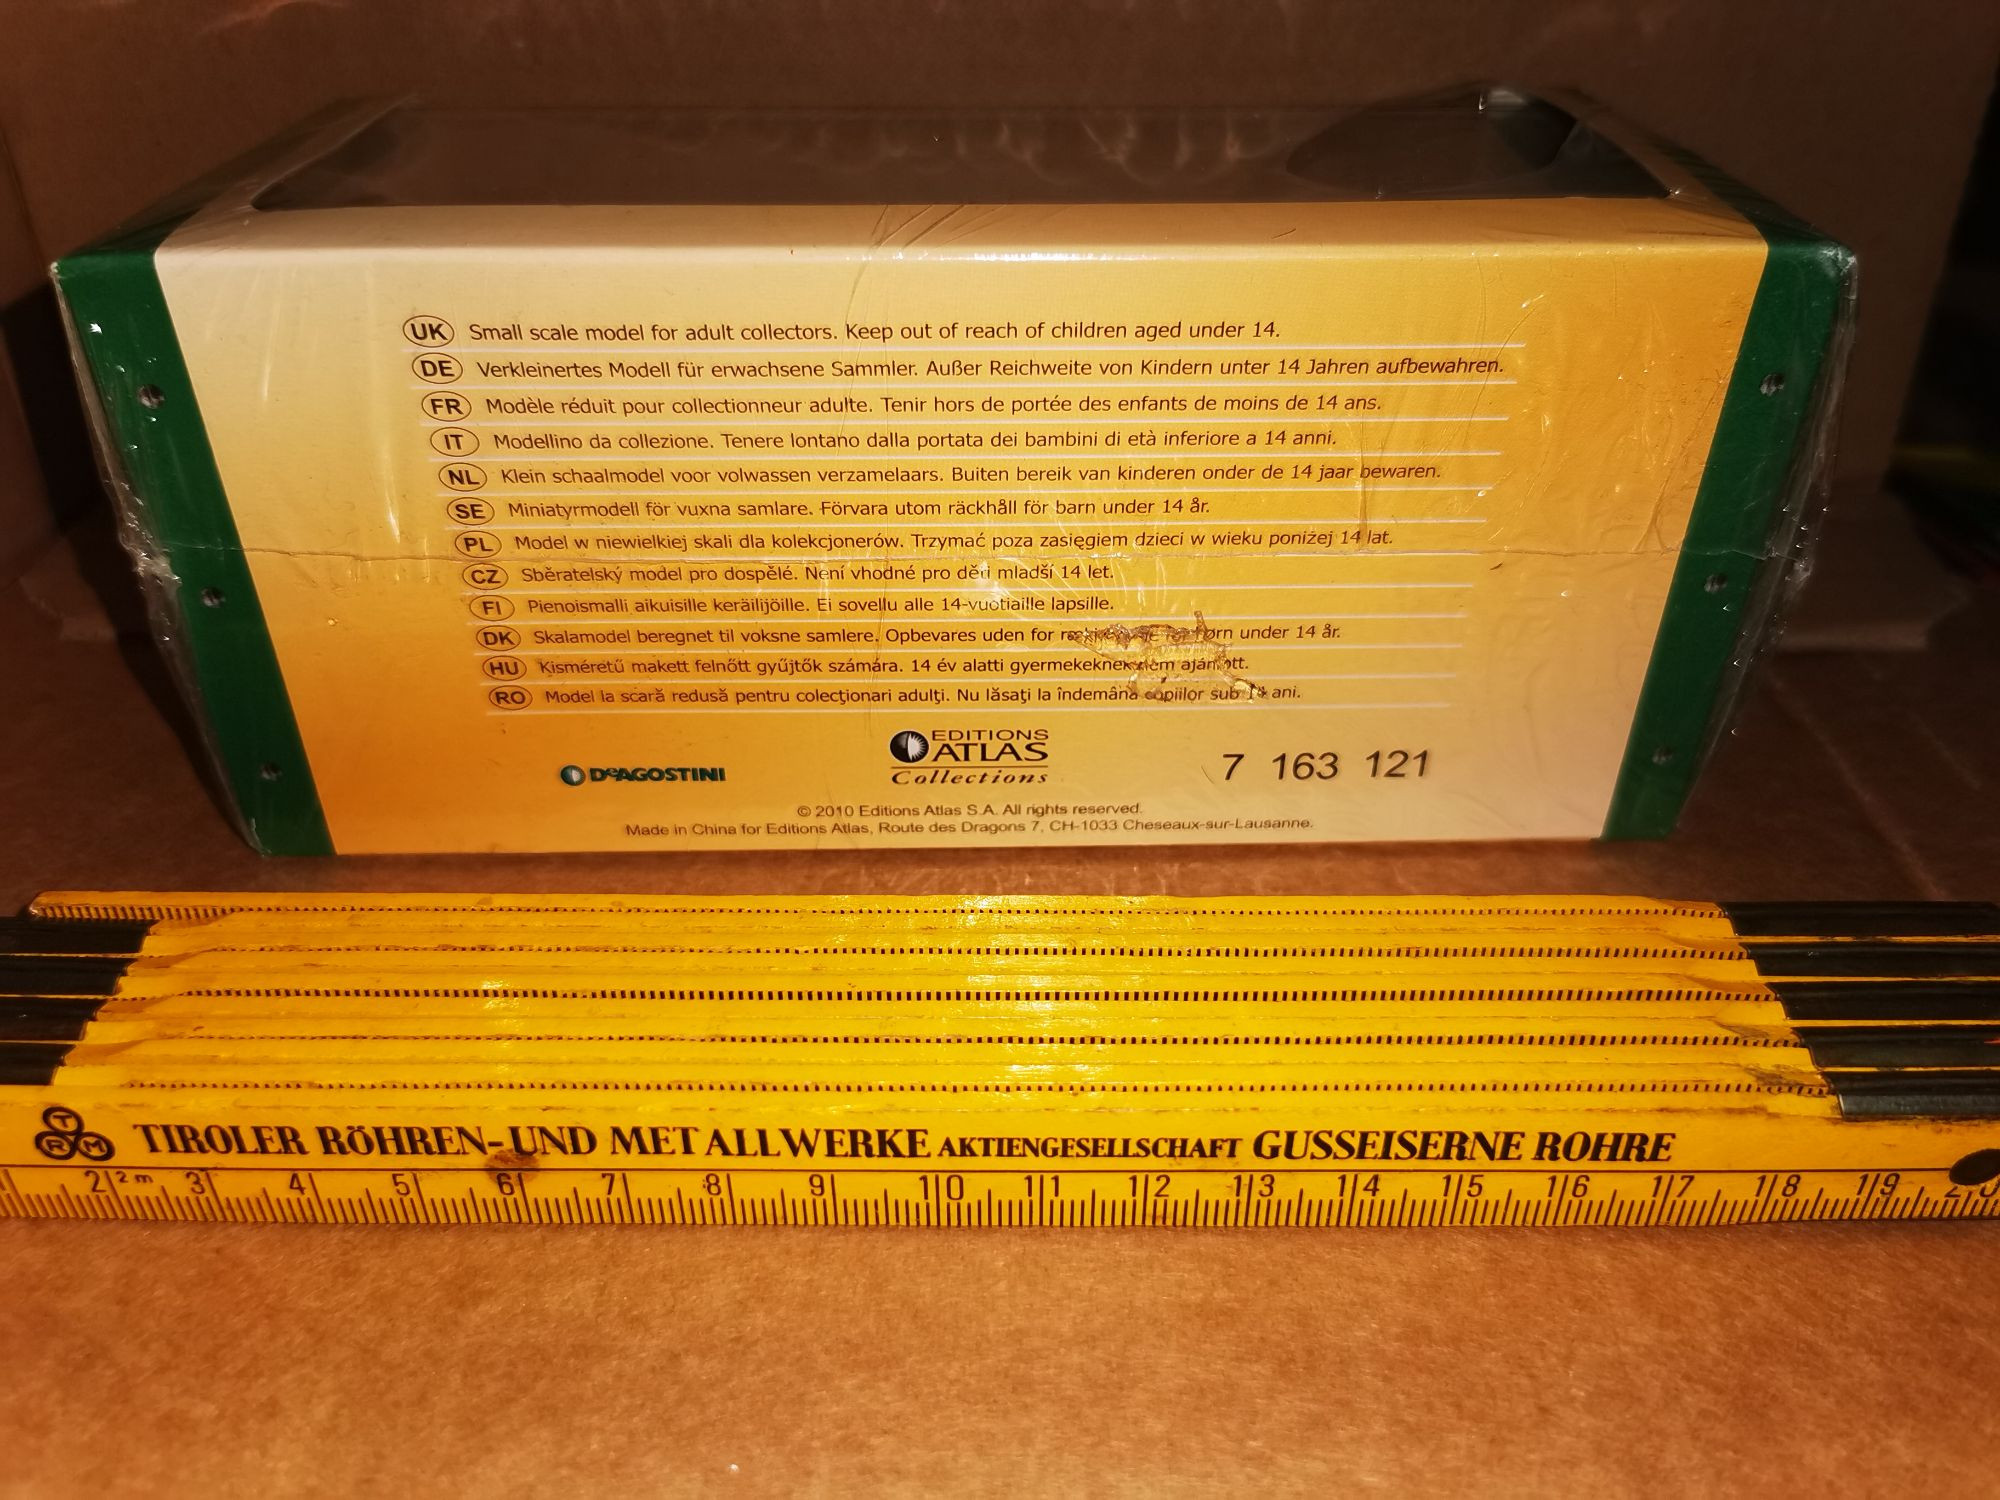 UK Small scale model for adult collectors. Keep out of reach of children aged under 14.
DE Verkleinertes Modell für erwachsene Sammler. Außer Reichweite von Kindern unter 14 Jahren aufbewahren.
FR Modèle réduit pour collectionneur adulte. Tenir hors de portée des enfants de moins de 14 ans.
IT Modellino da collezione. Tenere lontano dalla portata dei bambini di età inferiore a 14 anni.
NL Klein schaalmodel voor volwassen verzamelaars. Buiten bereik van kinderen onder de 14 jaar bewaren.
SE Miniatyrmodell för vuxna samlare. Förvara utom räckhåll för barn under 14 år.
PL Model w niewielkiej skali dla kolekcjonerów. Trzymać poza zasięgiem dzieci w wieku poniżej 14 lat.
CZ Sběratelský model pro dospělé. Není vhodné pro děti mladší 14 let.
FI Pienoismalli aikuisille keräilijöille. Ei sovellu alle 14-vuotiaille lapsille.
DK Skalamodel beregnet til voksne samlere. Opbevares uden for for børn under 14 år.
HU Kisméretű makett felnőtt gyűjtők számára. 14 év alatti gyermekeknek nem ajánlott.
RO Model la scară redusă pentru colecţionari adulţi. Nu lăsaţi la îndemâna copiilor sub 14 ani.
DeAGOSTINI
EDITIONS
ATLAS
Collections
7 163 121
© 2010 Editions Atlas S.A. All rights reserved.
Made in China for Editions Atlas, Route des Dragons 7, CH-1033 Cheseaux-sur-Lausanne.
TRM TIROLER RÖHREN-UND METALLWERKE AKTIENGESELLSCHAFT GUSSEISERNE ROHRE
2 2m 3 4 5 6 7 8 9 10 11 12 13 14 15 16 17 18 19 20